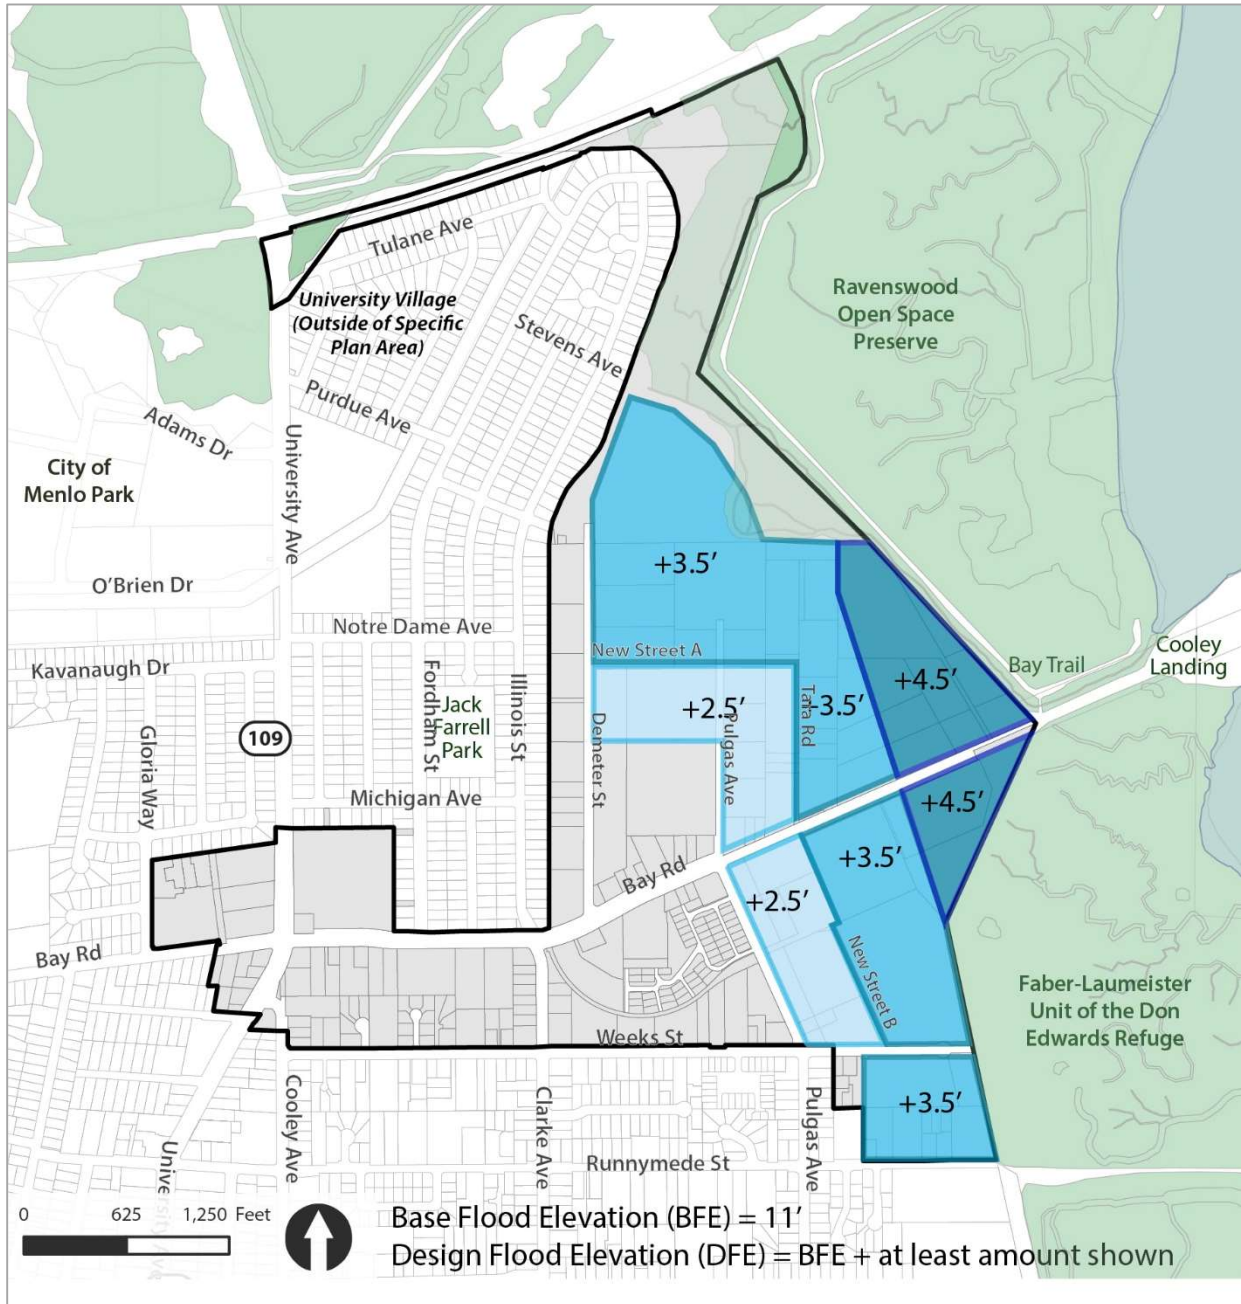 Tulane Ave
University Village
(Outside of Specific
Plan Area)
Stevens Ave
Purdue Ave
Adams Dr
University Ave
City of
Menlo Park
Ravenswood
Open Space
Preserve
O'Brien Dr
+3.5'
Notre Dame Ave
New Street A
Kavanaugh Dr
Bay Trail
Cooley
Landing
Fordham St
Jack
Farrell
Park
Illinois St
109
Gloria Way
Demeter St
+2.5'
Pulgas Ave
Tara Rd
+3.5'
+4.5'
Michigan Ave
+4.5'
Bay Rd
+3.5'
+2.5'
Bay Rd
New Street B
Faber-Laumeister
Unit of the Don
Edwards Refuge
Weeks St
Cooley Ave
Clarke Ave
Pulgas Ave
+3.5'
Runnymede St
University Ave
0 625 1,250 Feet
Base Flood Elevation (BFE) = 11'
Design Flood Elevation (DFE) = BFE + at least amount shown